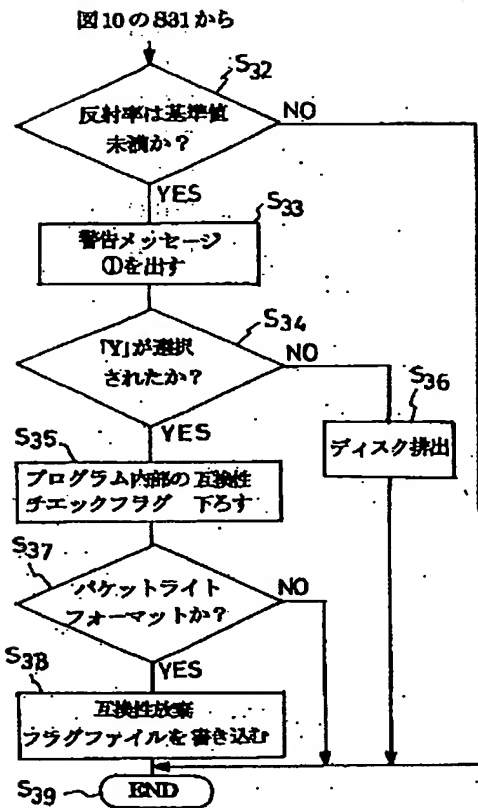 図10のS31から
S32
反射率は基準値
未満か?
NO
YES
S33
警告メッセージ
①を出す
S34
「Y」が選択
されたか?
NO
S36
YES
ディスク排出
S35
プログラム内部の互換性
チエックフラグ 下ろす
S37
パケットライト
フォーマットか?
NO
YES
S38
互換性放棄
フラグファイルを書き込む
S39
END